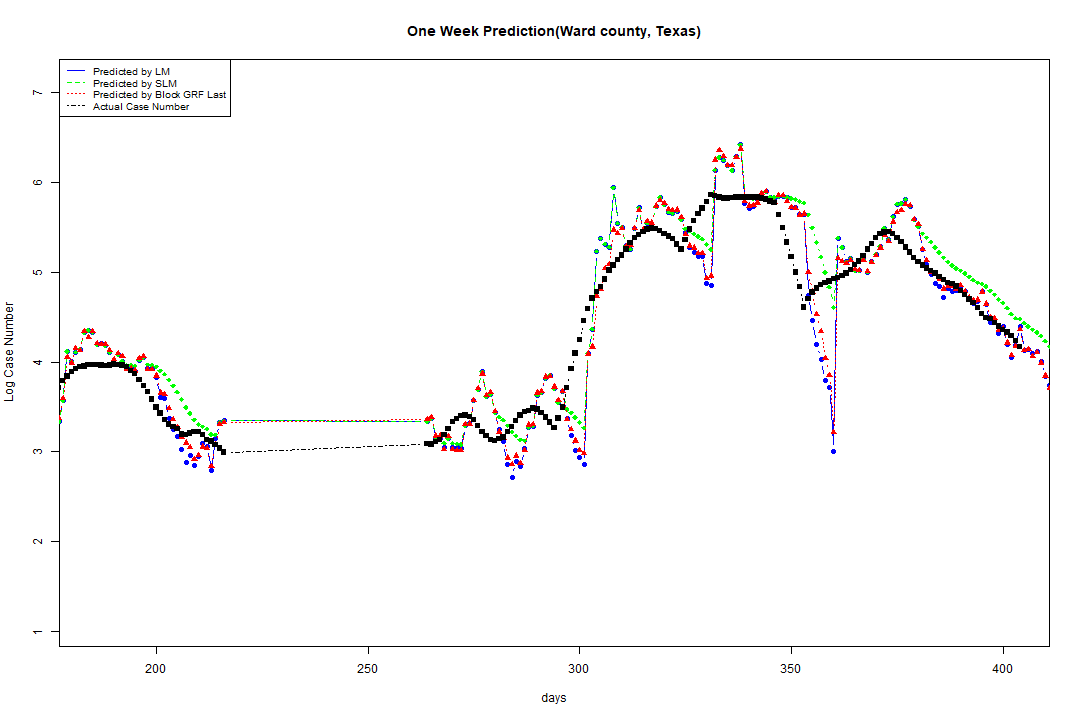 One Week Prediction(Ward county, Texas)
Predicted by LM
Predicted by SLM
Predicted by Block GRF Last
Actual Case Number
7
6
5
4
3
2
1
Log Case Number
200 250 300 350 400
days